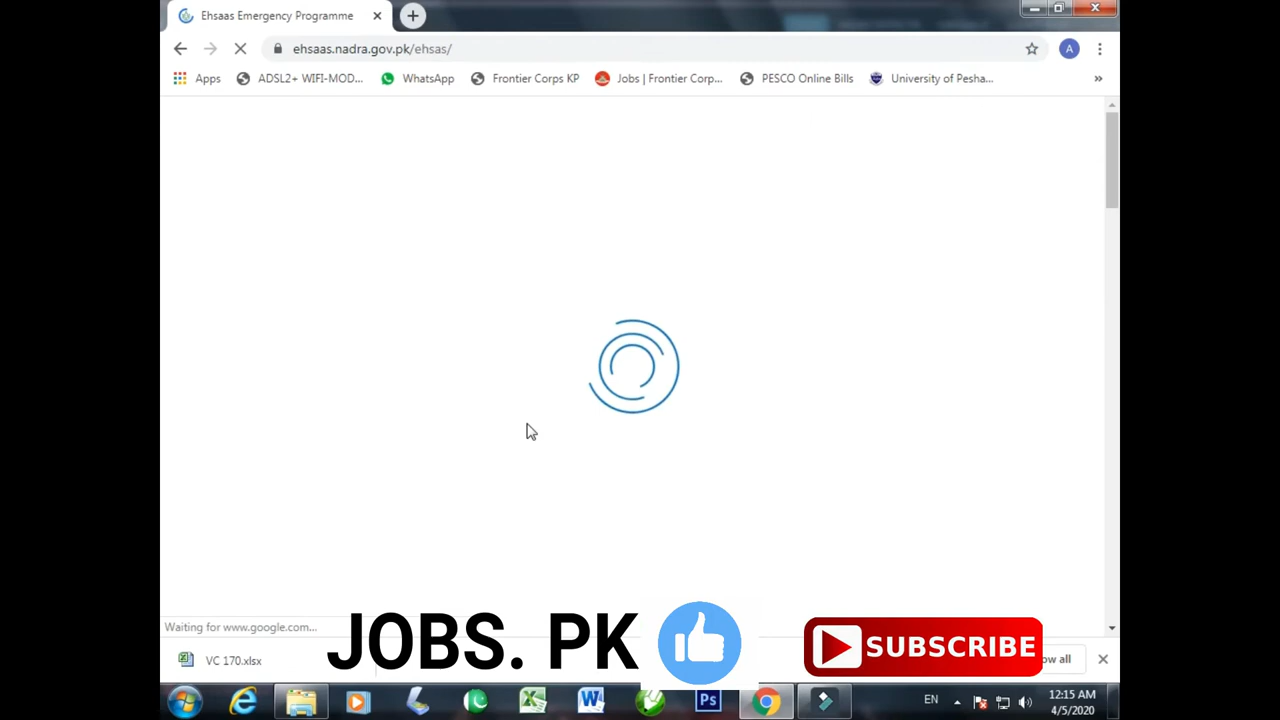 Ehsaas Emergency Programme
ehsaas.nadra.gov.pk/ehsas/
A
Apps ADSL2+ WIFI-MOD... WhatsApp Frontier Corps KP Jobs | Frontier Corp... PESCO Online Bills University of Pesha...
Waiting for www.google.com...
JOBS. PK
SUBSCRIBE
VC 170.xlsx
ow all
Ps
EN
12:15 AM
4/5/2020